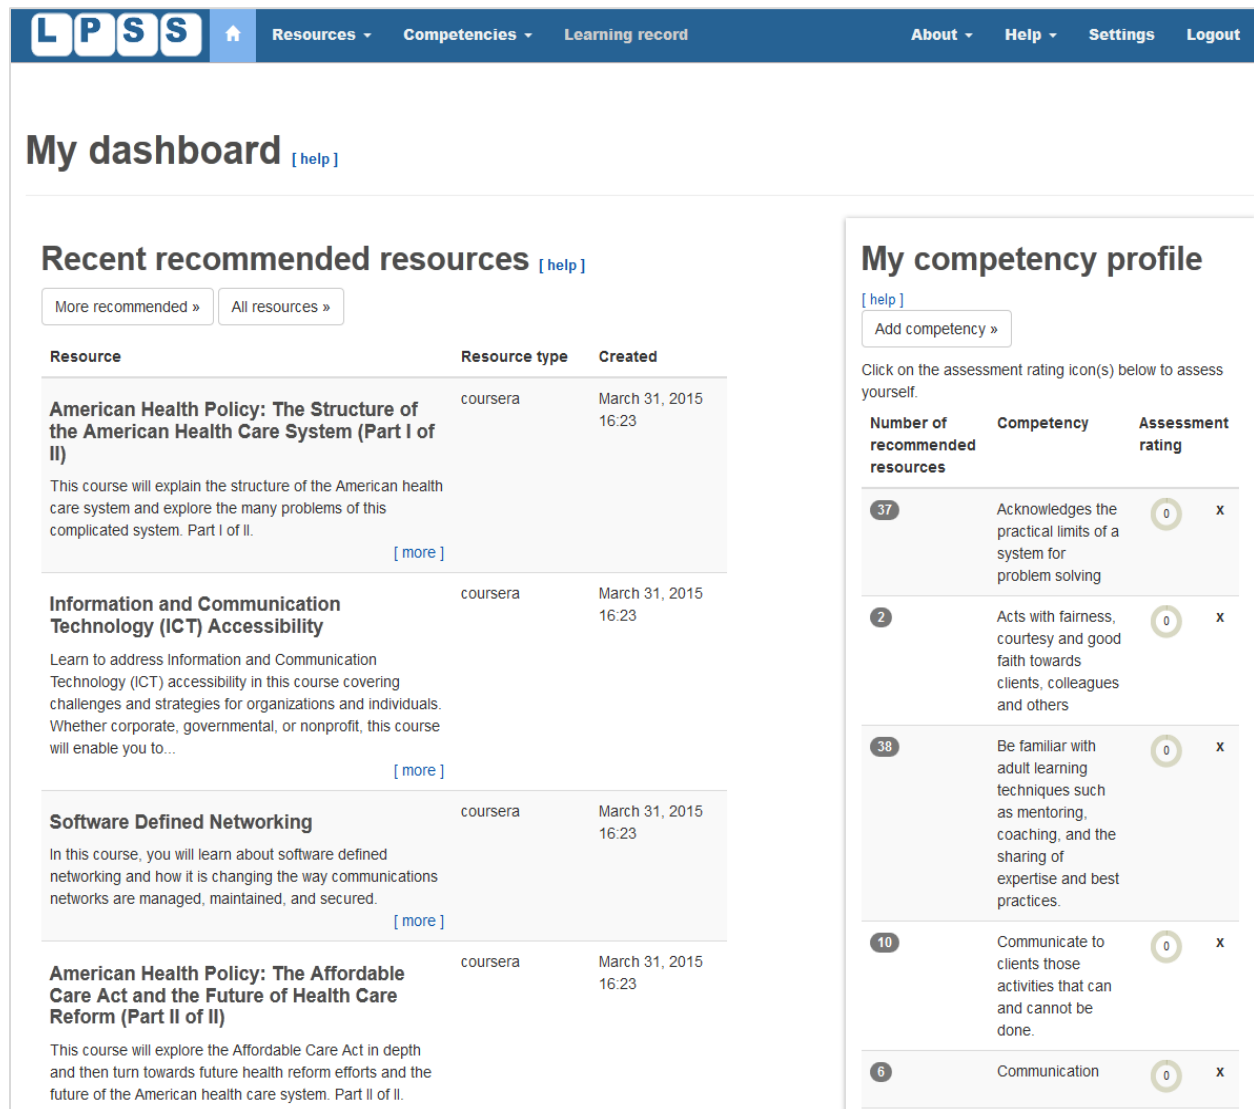 LPSS Resources Competencies Learning record About Help Settings Logout
My dashboard [ help ]
Recent recommended resources [ help ]
More recommended » All resources »
Resource Resource type Created
American Health Policy: The Structure of
the American Health Care System (Part I of
II)
coursera
March 31, 2015
16:23
This course will explain the structure of the American health
care system and explore the many problems of this
complicated system. Part I of II.
[ more ]
Information and Communication
Technology (ICT) Accessibility
coursera
March 31, 2015
16:23
Learn to address Information and Communication
Technology (ICT) accessibility in this course covering
challenges and strategies for organizations and individuals.
Whether corporate, governmental, or nonprofit, this course
will enable you to...
[ more ]
Software Defined Networking
coursera
March 31, 2015
16:23
In this course, you will learn about software defined
networking and how it is changing the way communications
networks are managed, maintained, and secured.
[ more ]
American Health Policy: The Affordable
Care Act and the Future of Health Care
Reform (Part II of II)
coursera
March 31, 2015
16:23
This course will explore the Affordable Care Act in depth
and then turn towards future health reform efforts and the
future of the American health care system. Part II of II.
My competency profile
[ help ]
Add competency »
Click on the assessment rating icon(s) below to assess
yourself.
Number of
recommended
resources
Competency
Assessment
rating
37
Acknowledges the
practical limits of a
system for
problem solving
0 x
2
Acts with fairness,
courtesy and good
faith towards
clients, colleagues
and others
0 x
38
Be familiar with
adult learning
techniques such
as mentoring,
coaching, and the
sharing of
expertise and best
practices.
0 x
10
Communicate to
clients those
activities that can
and cannot be
done.
0 x
6
Communication
0 x